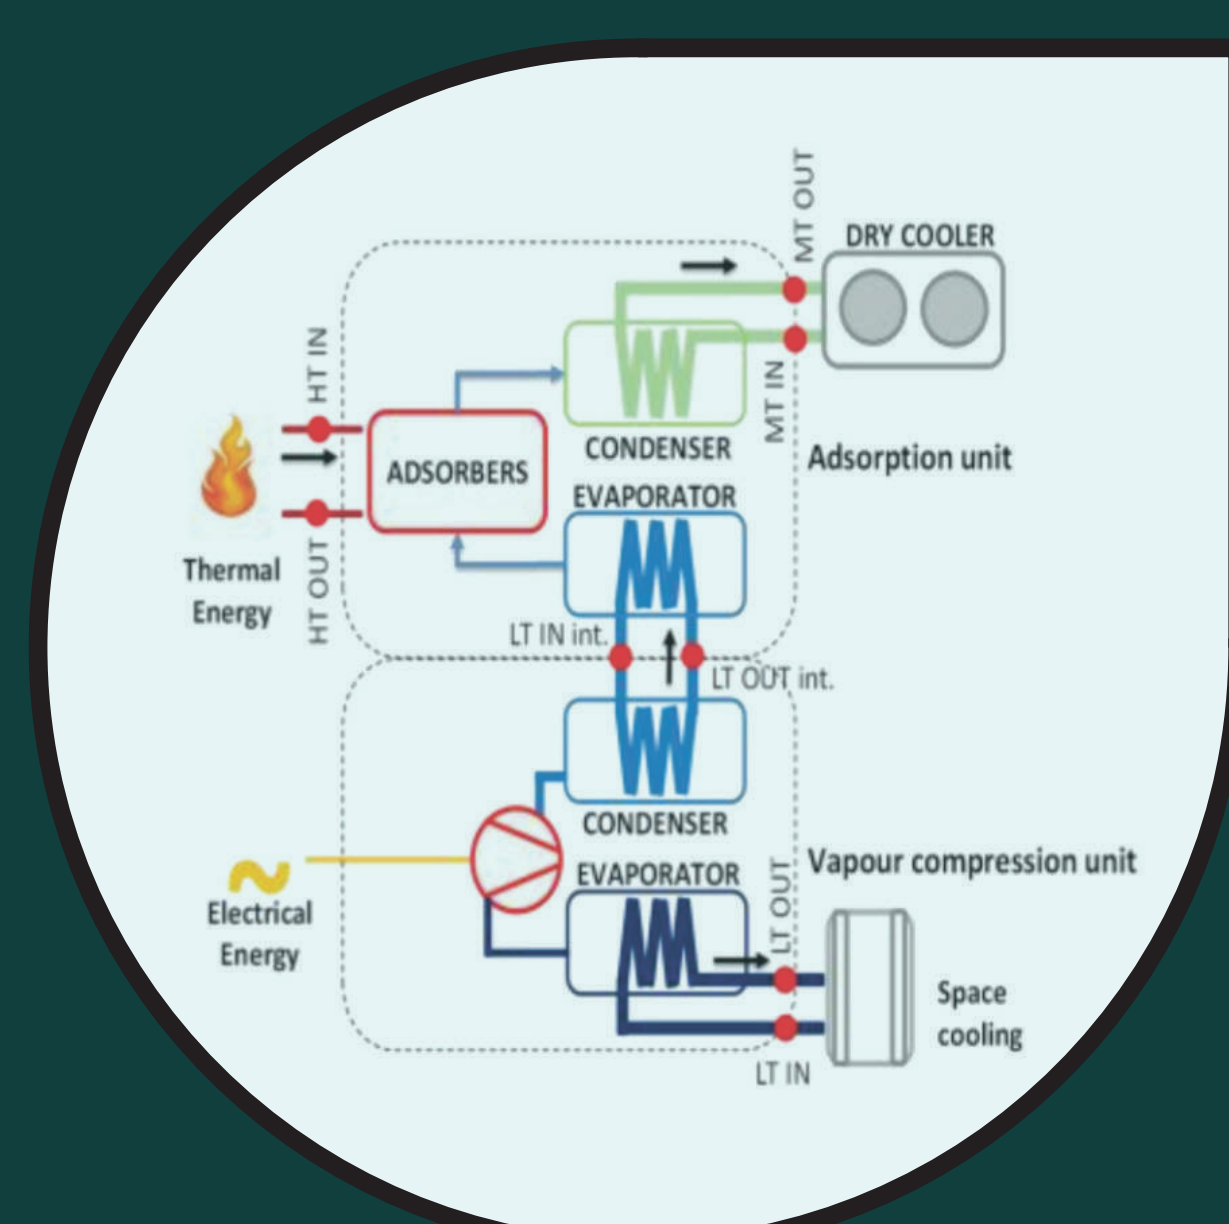 MT OUT
DRY COOLER
HT IN
MT IN
CONDENSER
Adsorption unit
ADSORBERS
EVAPORATOR
Thermal
Energy
HT OUT
LT IN int.
LT OUT int.
CONDENSER
Vapour compression unit
EVAPORATOR
LT OUT
Electrical
Energy
Space
cooling
LT IN